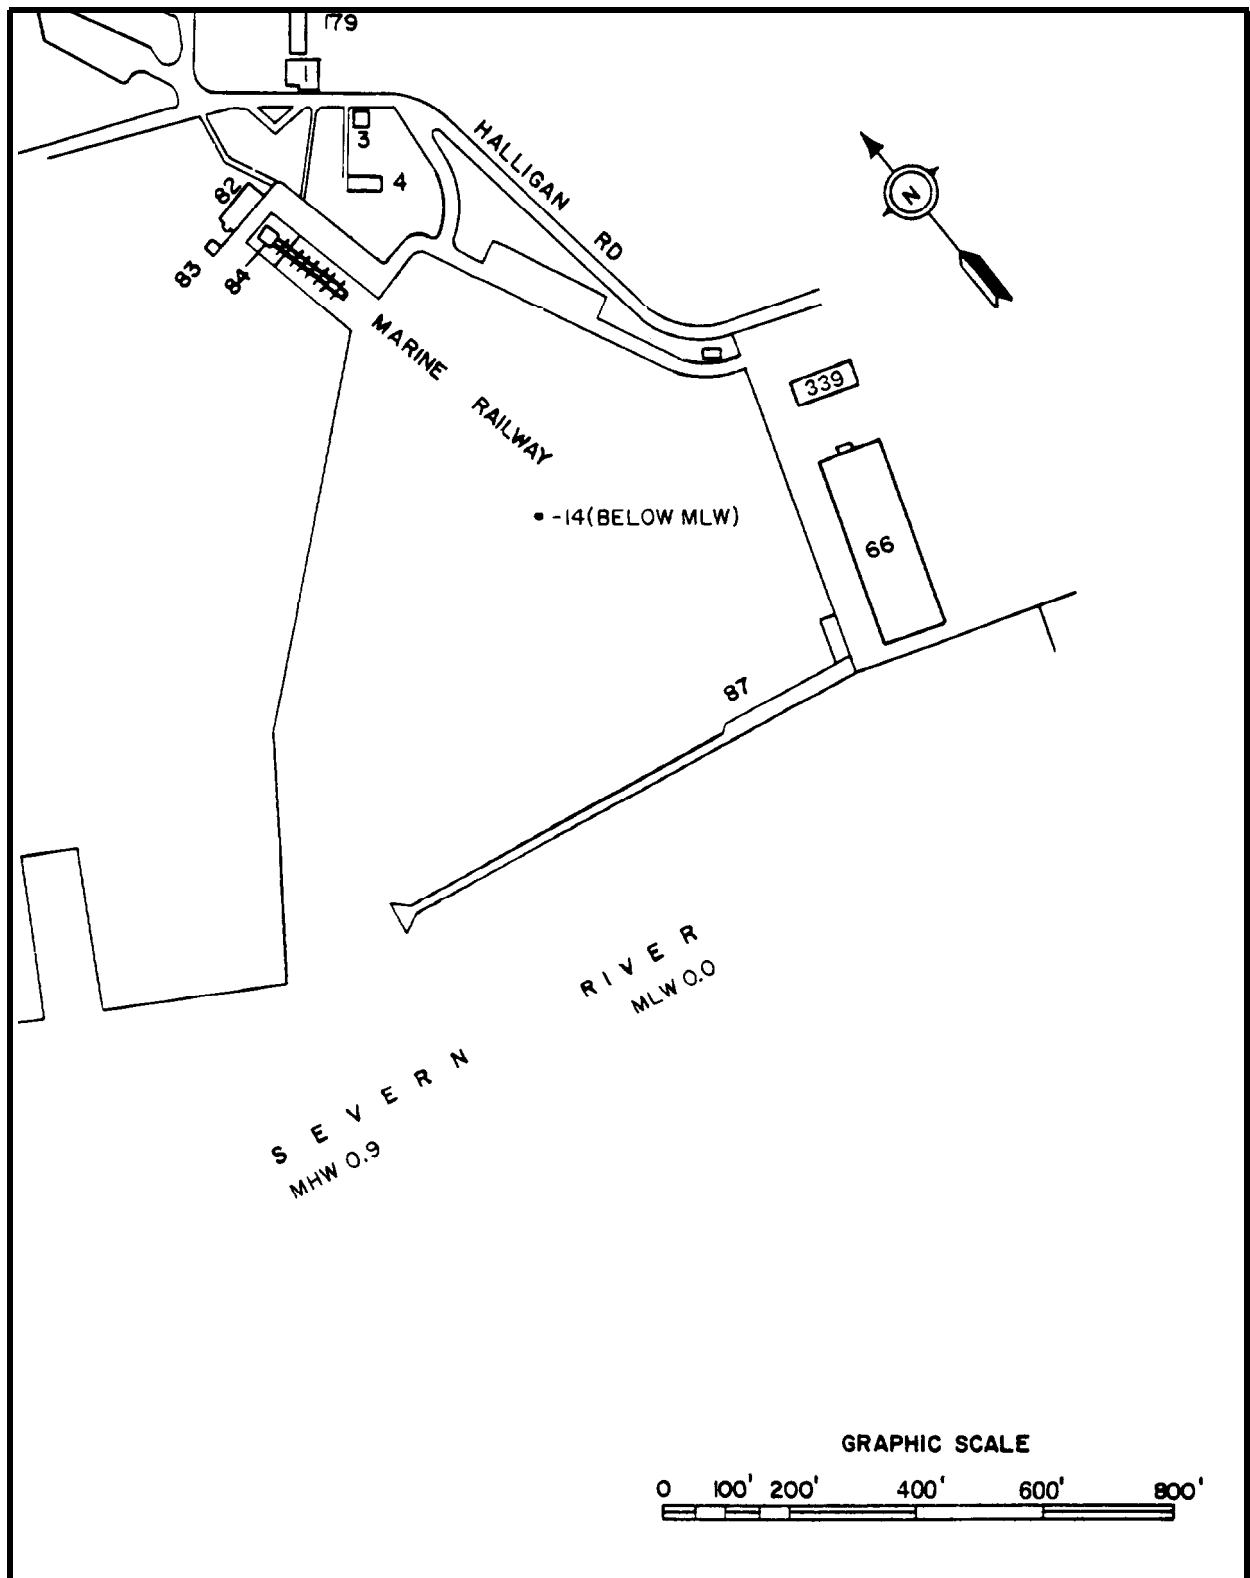 179
HALLIGAN RD
3
4
82
83
84
N
MARINE RAILWAY
339
-14(BELOW MLW)
66
87
SEVERN RIVER
MLW 0.0
MHW 0.9
GRAPHIC SCALE
0 100' 200' 400' 600' 800'